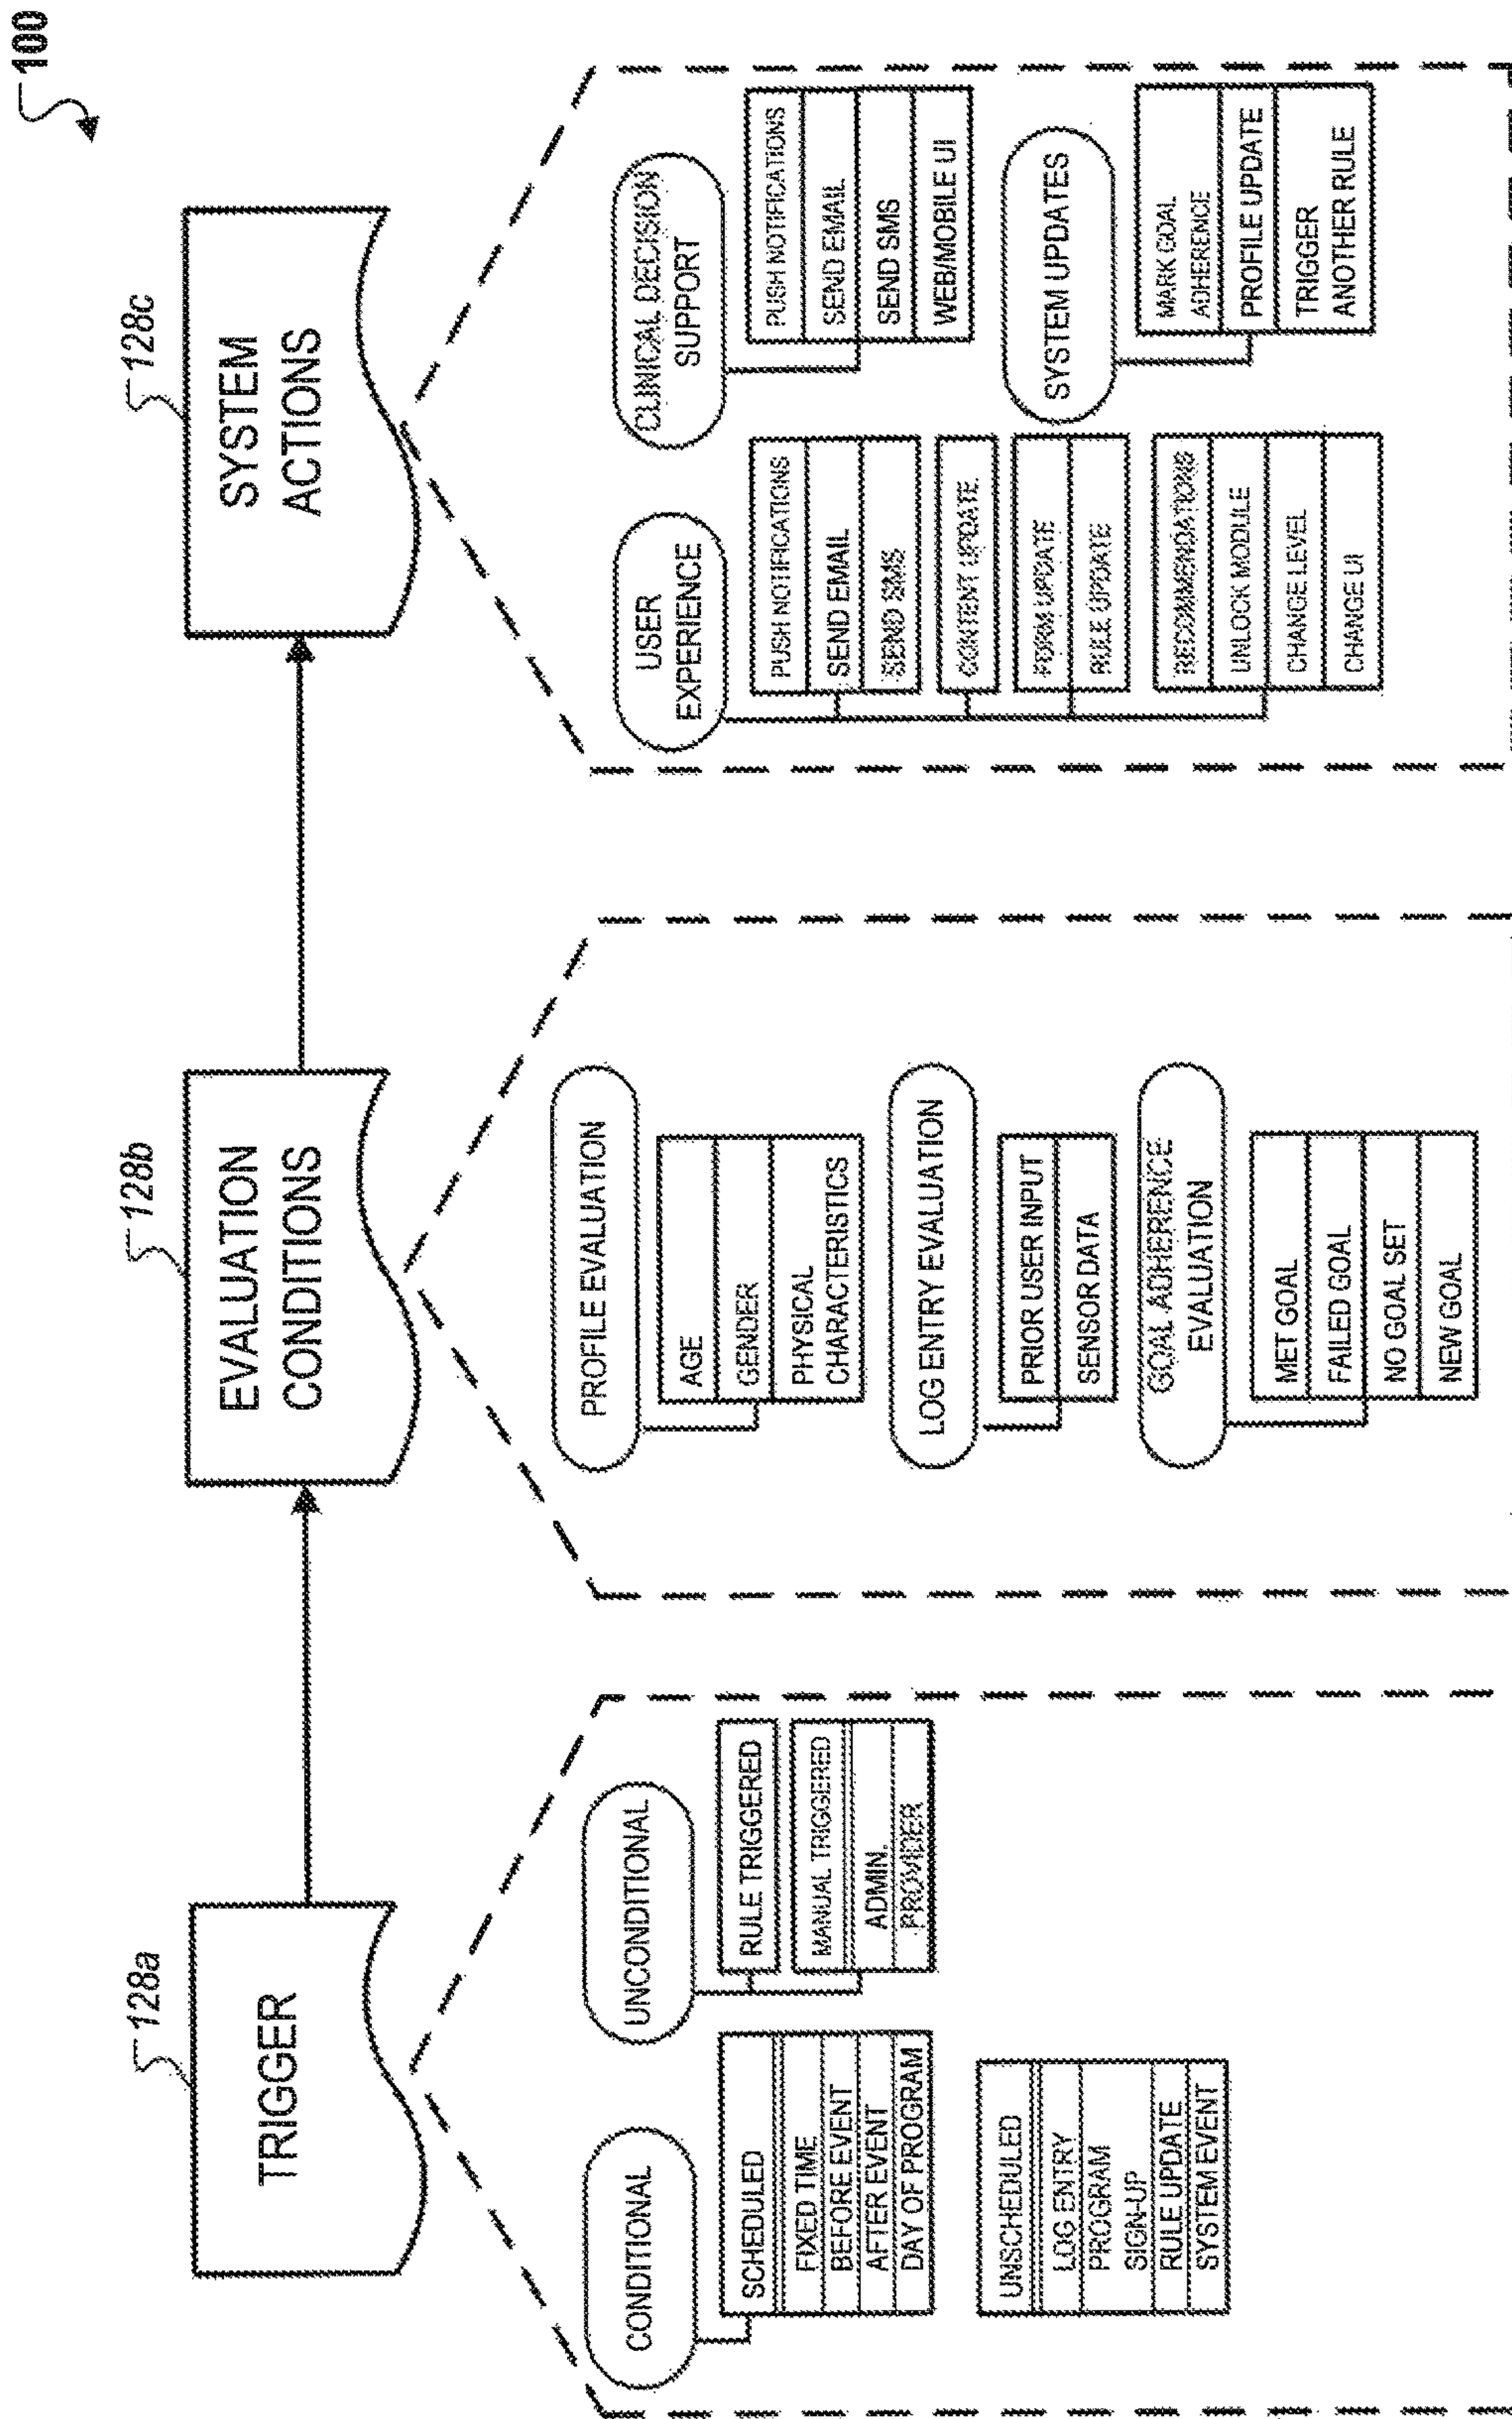 100
128a
TRIGGER
CONDITIONAL
SCHEDULED
FIXED TIME
BEFORE EVENT
AFTER EVENT
DAY OF PROGRAM
UNSCHEDULED
LOG ENTRY
PROGRAM
SIGN-UP
RULE UPDATE
SYSTEM EVENT
UNCONDITIONAL
RULE TRIGGERED
MANUAL TRIGGERED
ADMIN.
PROVIDER
128b
EVALUATION
CONDITIONS
PROFILE EVALUATION
AGE
GENDER
PHYSICAL
CHARACTERISTICS
LOG ENTRY EVALUATION
PRIOR USER INPUT
SENSOR DATA
GOAL ADHERENCE
EVALUATION
MET GOAL
FAILED GOAL
NO GOAL SET
NEW GOAL
128c
SYSTEM
ACTIONS
USER
EXPERIENCE
PUSH NOTIFICATIONS
SEND EMAIL
SEND SMS
CONTENT UPDATE
FORM UPDATE
RULE UPDATE
RECOMMENDATIONS
UNLOCK MODULE
CHANGE LEVEL
CHANGE UI
CLINICAL DECISION
SUPPORT
PUSH NOTIFICATIONS
SEND EMAIL
SEND SMS
WEB/MOBILE UI
SYSTEM UPDATES
MARK GOAL
ADHERENCE
PROFILE UPDATE
TRIGGER
ANOTHER RULE